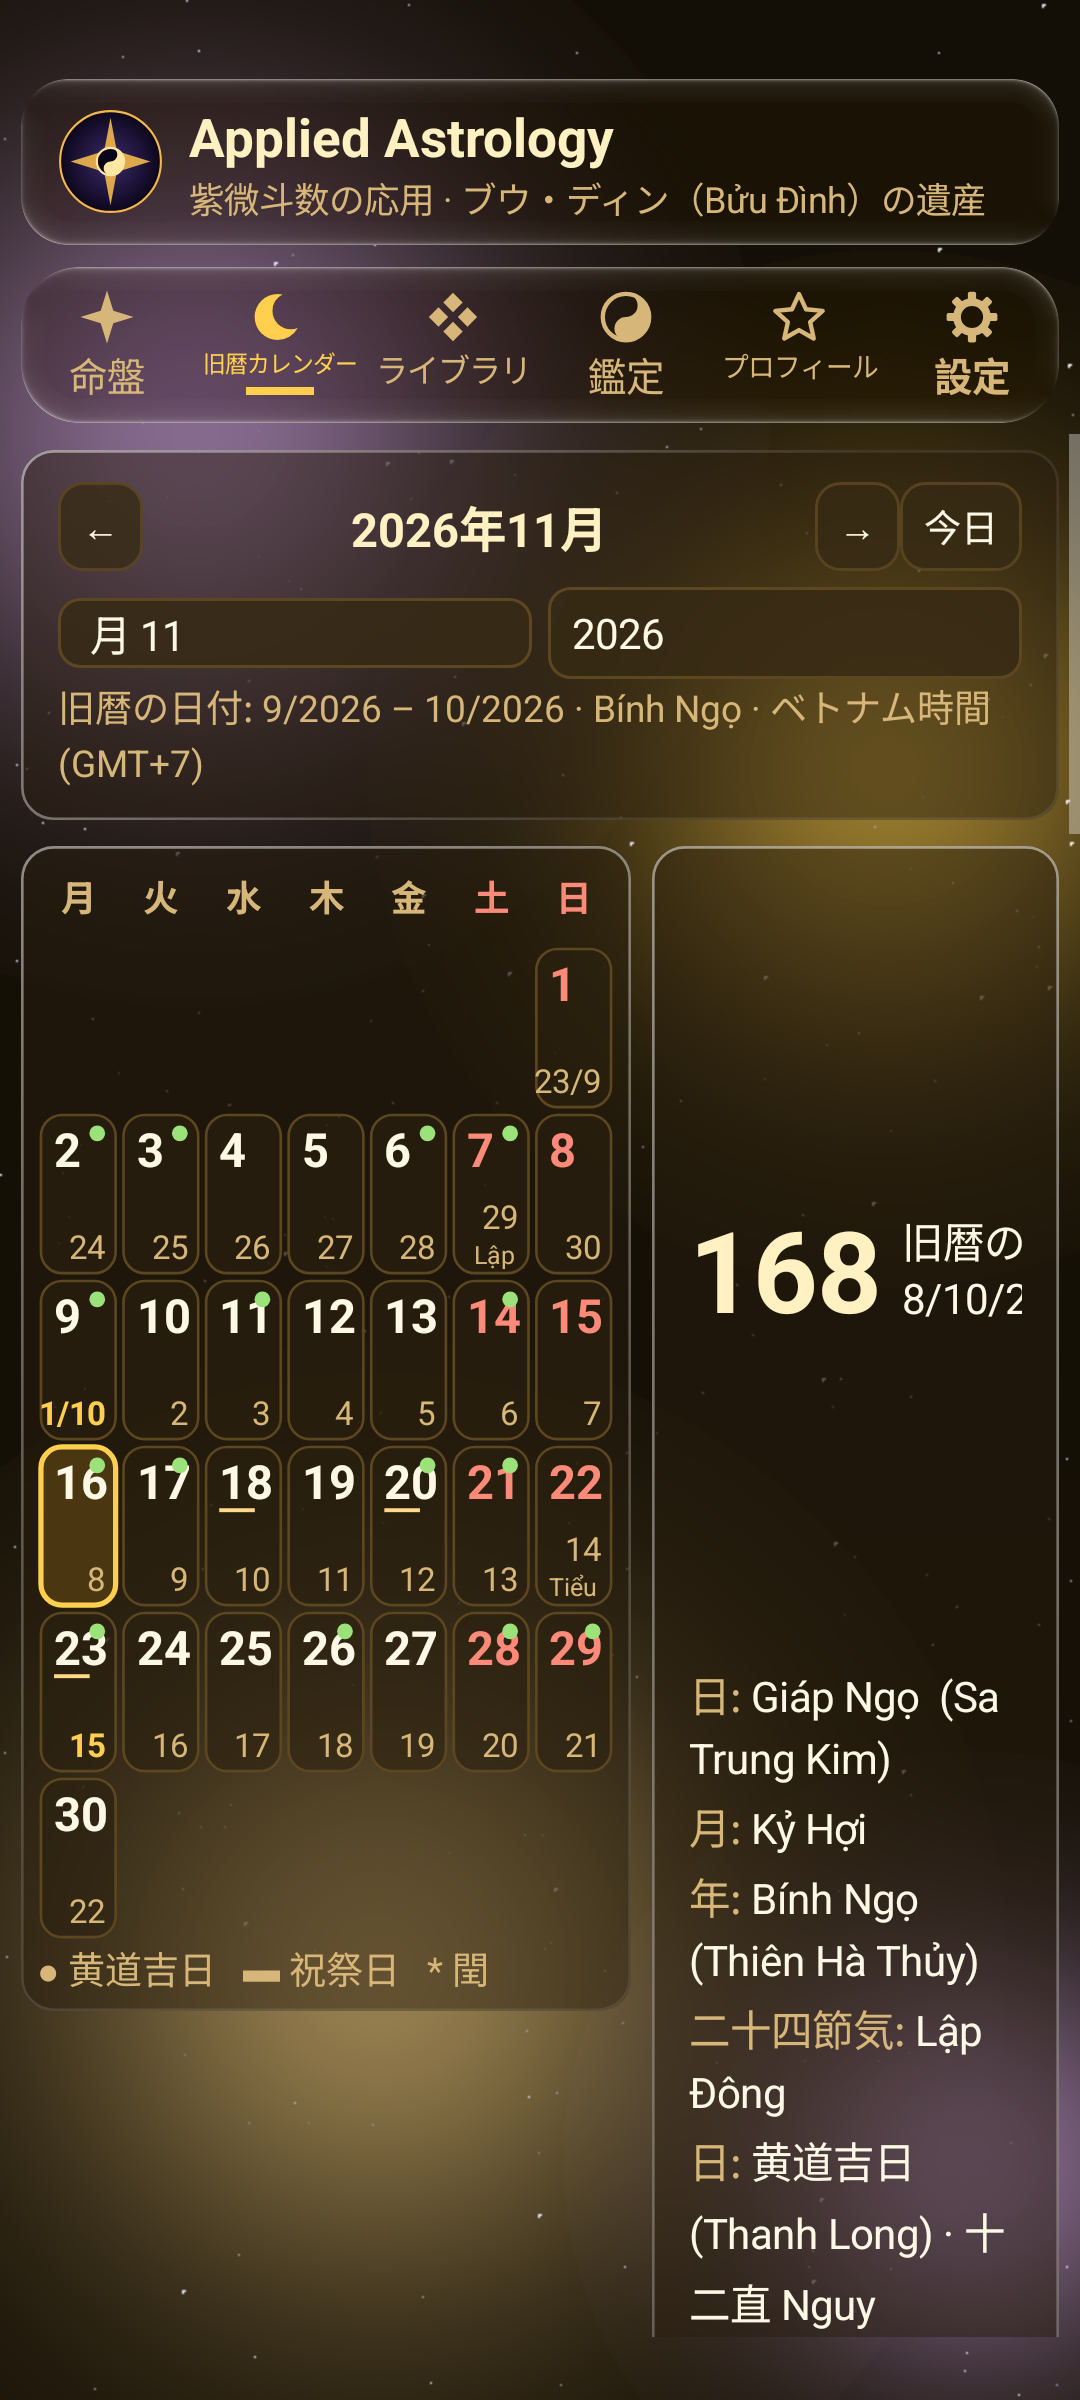 Applied Astrology
紫微斗数の応用 · ブウ・ディン（Bửu Đình）の遺産
命盤
旧暦カレンダー
ライブラリ
鑑定
プロフィール
設定
←
2026年11月
→
今日
月 11
2026
旧暦の日付: 9/2026 – 10/2026 · Bính Ngọ · ベトナム時間
(GMT+7)
月 火 水 木 金 土 日
1
23/9
2 3 4 5 6 7 8
24 25 26 27 28 29 30
Lập
9 10 11 12 13 14 15
1/10 2 3 4 5 6 7
16 17 18 19 20 21 22
8 9 10 11 12 13 14
Tiểu
23 24 25 26 27 28 29
15 16 17 18 19 20 21
30
22
● 黄道吉日 ▬ 祝祭日 * 閏
168
旧暦の
8/10/2
日: Giáp Ngọ (Sa
Trung Kim)
月: Kỷ Hợi
年: Bính Ngọ
(Thiên Hà Thủy)
二十四節気: Lập
Đông
日: 黄道吉日
(Thanh Long) · 十
二直 Nguy